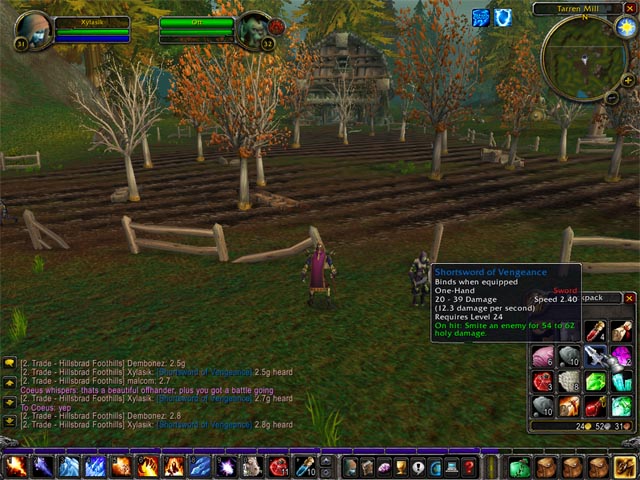 Xylasik
Ott
31
32
Tarren Mill
N
Shortsword of Vengeance
Binds when equipped
One-Hand Sword
20 - 39 Damage Speed 2.40
(12.3 damage per second)
Requires Level 24
On hit: Smite an enemy for 54 to 62
holy damage.
[2. Trade - Hillsbrad Foothills] Dembonez: 2.5g
[2. Trade - Hillsbrad Foothills] Xylasik: [Shortsword of Vengeance] 2.5g heard
[2. Trade - Hillsbrad Foothills] malcom: 2.7
Coeus whispers: thats a beautiful offhander, plus you got a battle going
[2. Trade - Hillsbrad Foothills] Xylasik: [Shortsword of Vengeance] 2.7g heard
To Coeus: yep
[2. Trade - Hillsbrad Foothills] Dembonez: 2.8
[2. Trade - Hillsbrad Foothills] Xylasik: [Shortsword of Vengeance] 2.8g heard
24 52 31